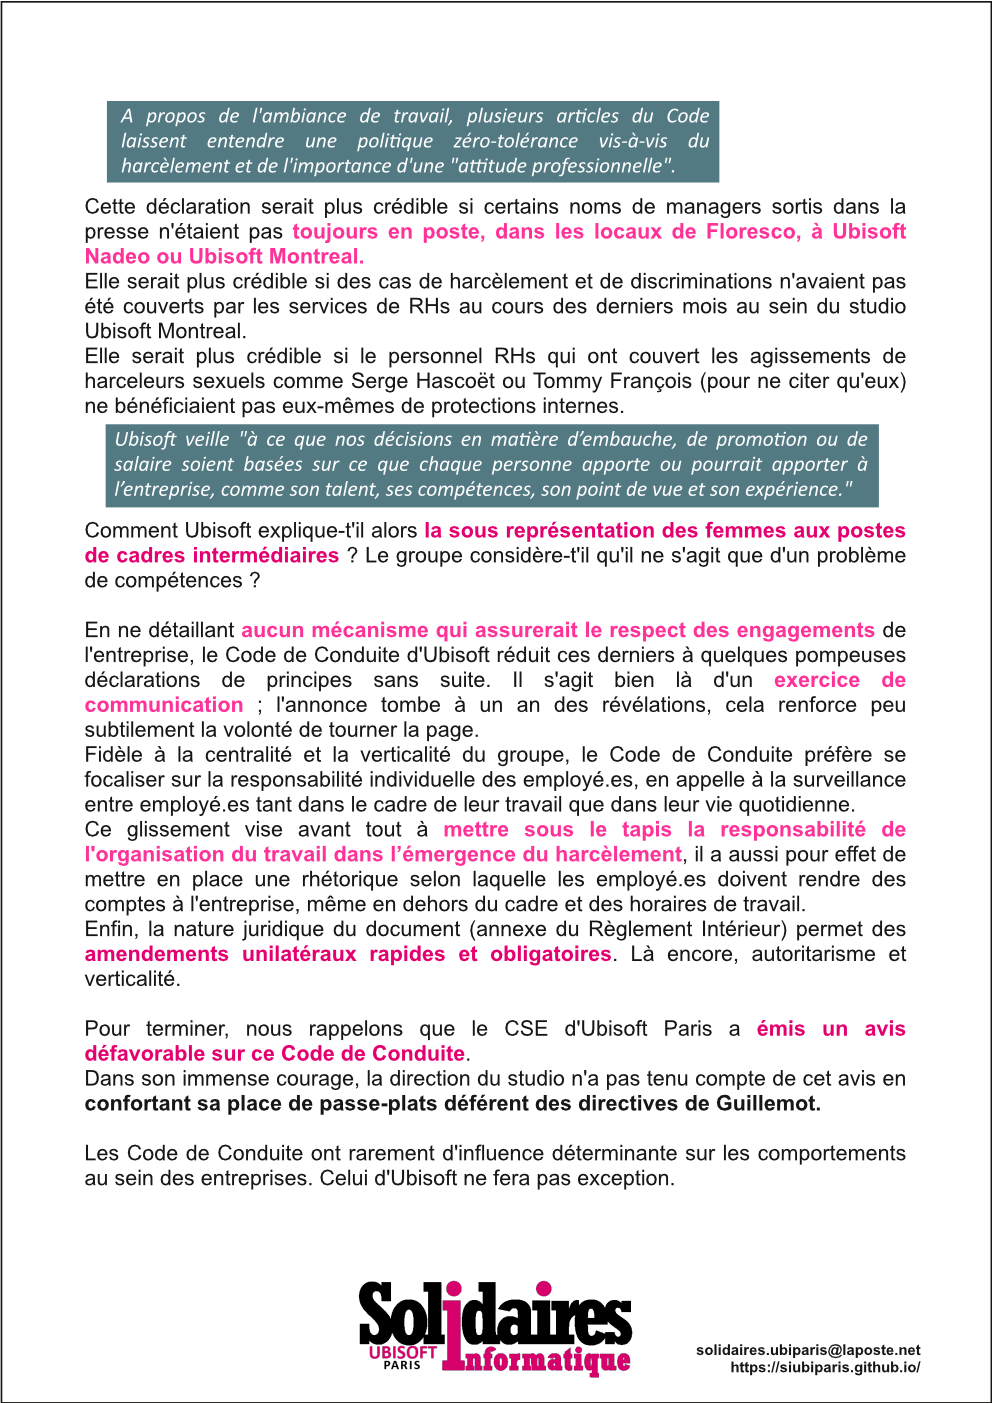 A propos de l'ambiance de travail, plusieurs articles du Code
laissent entendre une politique zéro-tolérance vis-à-vis du
harcèlement et de l'importance d'une "attitude professionnelle".
Cette déclaration serait plus crédible si certains noms de managers sortis dans la
presse n'étaient pas toujours en poste, dans les locaux de Floresco, à Ubisoft
Nadeo ou Ubisoft Montreal.
Elle serait plus crédible si des cas de harcèlement et de discriminations n'avaient pas
été couverts par les services de RHs au cours des derniers mois au sein du studio
Ubisoft Montreal.
Elle serait plus crédible si le personnel RHs qui ont couvert les agissements de
harceleurs sexuels comme Serge Hascoët ou Tommy François (pour ne citer qu'eux)
ne bénéficiaient pas eux-mêmes de protections internes.
Ubisoft veille "à ce que nos décisions en matière d’embauche, de promotion ou de
salaire soient basées sur ce que chaque personne apporte ou pourrait apporter à
l’entreprise, comme son talent, ses compétences, son point de vue et son expérience."
Comment Ubisoft explique-t'il alors la sous représentation des femmes aux postes
de cadres intermédiaires ? Le groupe considère-t'il qu'il ne s'agit que d'un problème
de compétences ?
En ne détaillant aucun mécanisme qui assurerait le respect des engagements de
l'entreprise, le Code de Conduite d'Ubisoft réduit ces derniers à quelques pompeuses
déclarations de principes sans suite. Il s'agit bien là d'un exercice de
communication ; l'annonce tombe à un an des révélations, cela renforce peu
subtilement la volonté de tourner la page.
Fidèle à la centralité et la verticalité du groupe, le Code de Conduite préfère se
focaliser sur la responsabilité individuelle des employé.es, en appelle à la surveillance
entre employé.es tant dans le cadre de leur travail que dans leur vie quotidienne.
Ce glissement vise avant tout à mettre sous le tapis la responsabilité de
l'organisation du travail dans l’émergence du harcèlement, il a aussi pour effet de
mettre en place une rhétorique selon laquelle les employé.es doivent rendre des
comptes à l'entreprise, même en dehors du cadre et des horaires de travail.
Enfin, la nature juridique du document (annexe du Règlement Intérieur) permet des
amendements unilatéraux rapides et obligatoires. Là encore, autoritarisme et
verticalité.
Pour terminer, nous rappelons que le CSE d'Ubisoft Paris a émis un avis
défavorable sur ce Code de Conduite.
Dans son immense courage, la direction du studio n'a pas tenu compte de cet avis en
confortant sa place de passe-plats déférent des directives de Guillemot.
Les Code de Conduite ont rarement d'influence déterminante sur les comportements
au sein des entreprises. Celui d'Ubisoft ne fera pas exception.
Solidaires
Informatique
UBISOFT
PARIS
solidaires.ubiparis@laposte.net
https://siubiparis.github.io/